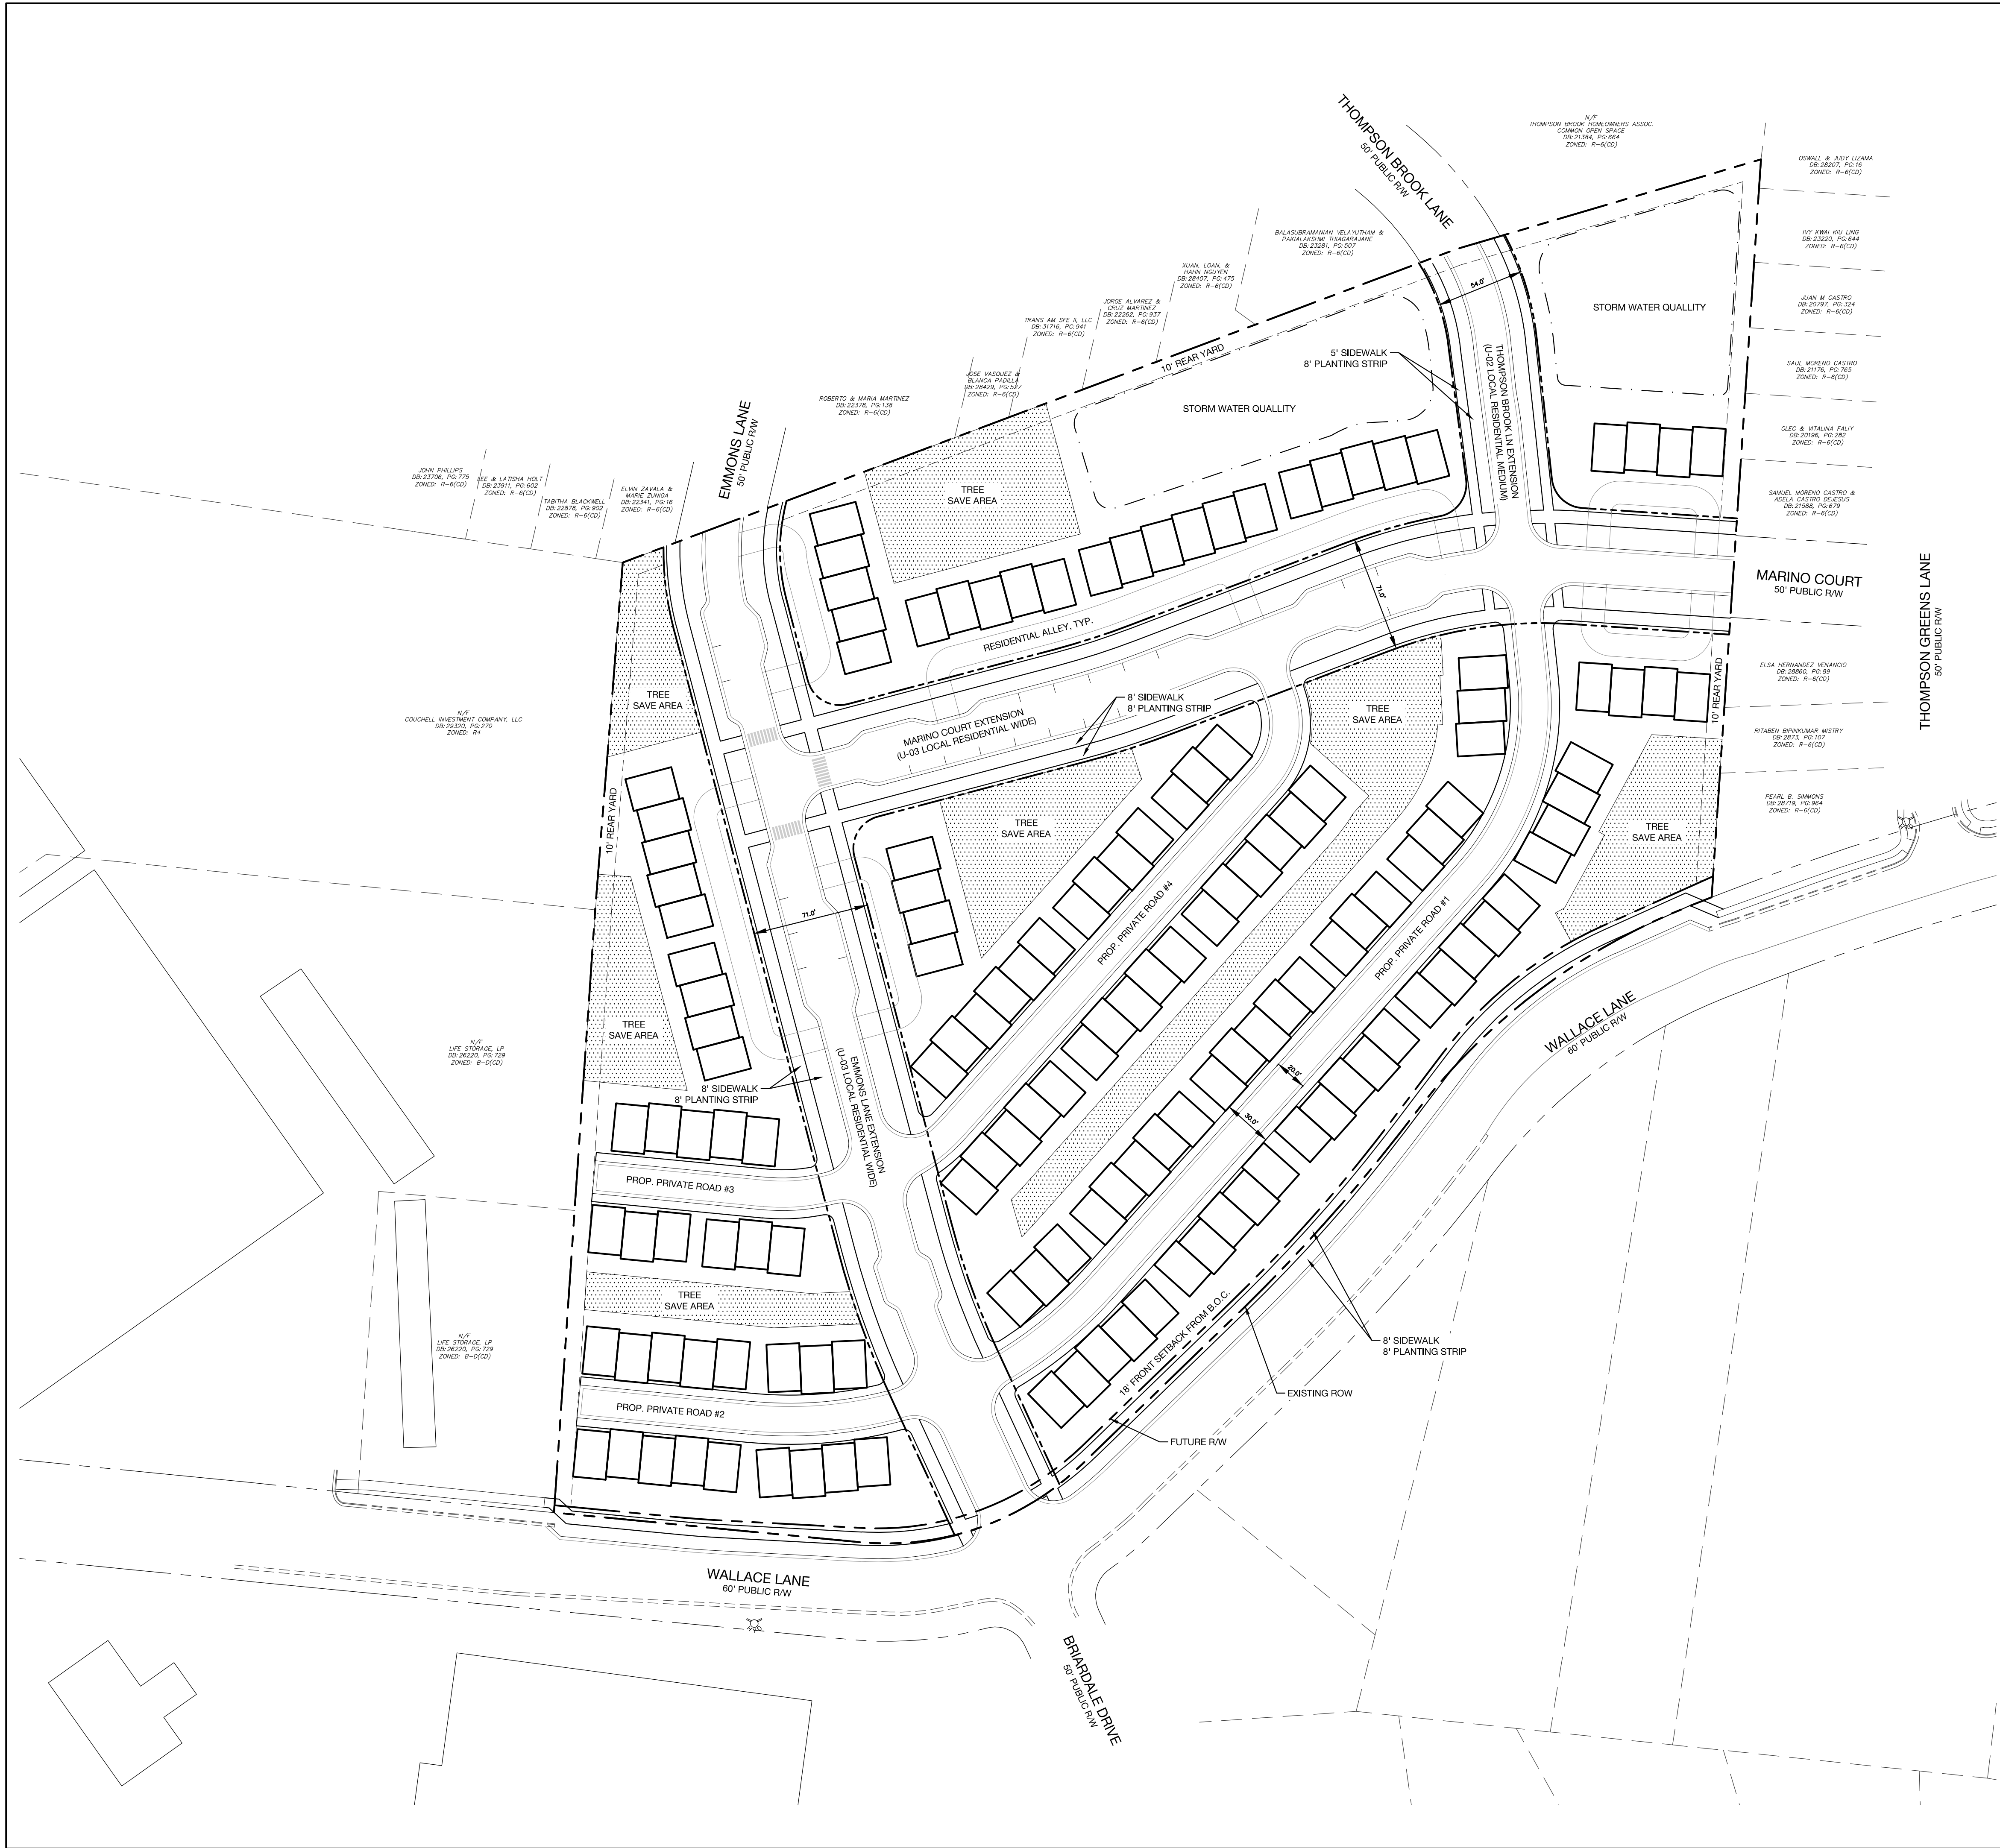 THOMPSON BROOK LANE
50' PUBLIC R/W
N/F
THOMPSON BROOK HOMEOWNERS ASSOC.
COMMON OPEN SPACE
DB: 21384, PG: 664
ZONED: R-6(CD)
OSWALL & JUDY LIZAMA
DB: 28207, PG: 16
ZONED: R-6(CD)
IVY KWAI KIU LING
DB: 23220, PG: 644
ZONED: R-6(CD)
BALASUBRAMANIAN VELAYUTHAM &
PAKIALAKSHMI THIAGARAJANE
DB: 23281, PG: 507
ZONED: R-6(CD)
XUAN, LOAN, &
HAHN NGUYEN
DB: 28407, PG: 475
ZONED: R-6(CD)
JORGE ALVAREZ &
CRUZ MARTINEZ
DB: 22262, PG: 937
ZONED: R-6(CD)
TRANS AM SFE II, LLC
DB: 31716, PG: 941
ZONED: R-6(CD)
JOSE VASQUEZ &
BLANCA PADILLA
DB: 28429, PG: 527
ZONED: R-6(CD)
ROBERTO & MARIA MARTINEZ
DB: 22378, PG: 138
ZONED: R-6(CD)
EMMONS LANE
50' PUBLIC R/W
JOHN PHILLIPS
DB: 23706, PG: 775
ZONED: R-6(CD)
LEE & LATISHA HOLT
DB: 23911, PG: 602
ZONED: R-6(CD)
TABITHA BLACKWELL
DB: 22878, PG: 902
ZONED: R-6(CD)
ELVIN ZAVALA &
MARIE ZUNIGA
DB: 22341, PG: 16
ZONED: R-6(CD)
54.0'
STORM WATER QUALLITY
JUAN M CASTRO
DB: 20797, PG: 324
ZONED: R-6(CD)
10' REAR YARD
5' SIDEWALK
8' PLANTING STRIP
THOMPSON BROOK LN EXTENSION
(U-02 LOCAL RESIDENTIAL MEDIUM)
SAUL MORENO CASTRO
DB: 21176, PG: 765
ZONED: R-6(CD)
STORM WATER QUALLITY
OLEG & VITALINA FALIY
DB: 20196, PG: 282
ZONED: R-6(CD)
TREE
SAVE AREA
SAMUEL MORENO CASTRO &
ADELA CASTRO DEJESUS
DB: 21588, PG: 679
ZONED: R-6(CD)
MARINO COURT
50' PUBLIC R/W
THOMPSON GREENS LANE
50' PUBLIC R/W
71.0'
RESIDENTIAL ALLEY, TYP.
ELSA HERNANDEZ VENANCIO
DB: 28860, PG: 89
ZONED: R-6(CD)
10' REAR YARD
TREE
SAVE AREA
8' SIDEWALK
8' PLANTING STRIP
TREE
SAVE AREA
N/F
COUCHELL INVESTMENT COMPANY, LLC
DB: 29320, PG: 270
ZONED: R4
MARINO COURT EXTENSION
(U-03 LOCAL RESIDENTIAL WIDE)
RITABEN BIPINKUMAR MISTRY
DB: 2873, PG: 107
ZONED: R-6(CD)
PEARL B. SIMMONS
DB: 28719, PG: 964
ZONED: R-6(CD)
10' REAR YARD
TREE
SAVE AREA
TREE
SAVE AREA
71.0'
PROP. PRIVATE ROAD #4
PROP. PRIVATE ROAD #1
TREE
SAVE AREA
WALLACE LANE
60' PUBLIC R/W
N/F
LIFE STORAGE, LP
DB: 26220, PG: 729
ZONED: B-D(CD)
8' SIDEWALK
8' PLANTING STRIP
EMMONS LANE EXTENSION
(U-03 LOCAL RESIDENTIAL WIDE)
20.0'
30.0'
PROP. PRIVATE ROAD #3
TREE
SAVE AREA
N/F
LIFE STORAGE, LP
DB: 26220, PG: 729
ZONED: B-D(CD)
18' FRONT SETBACK FROM B.O.C.
8' SIDEWALK
8' PLANTING STRIP
EXISTING ROW
PROP. PRIVATE ROAD #2
FUTURE R/W
WALLACE LANE
60' PUBLIC R/W
BRIARDALE DRIVE
50' PUBLIC R/W